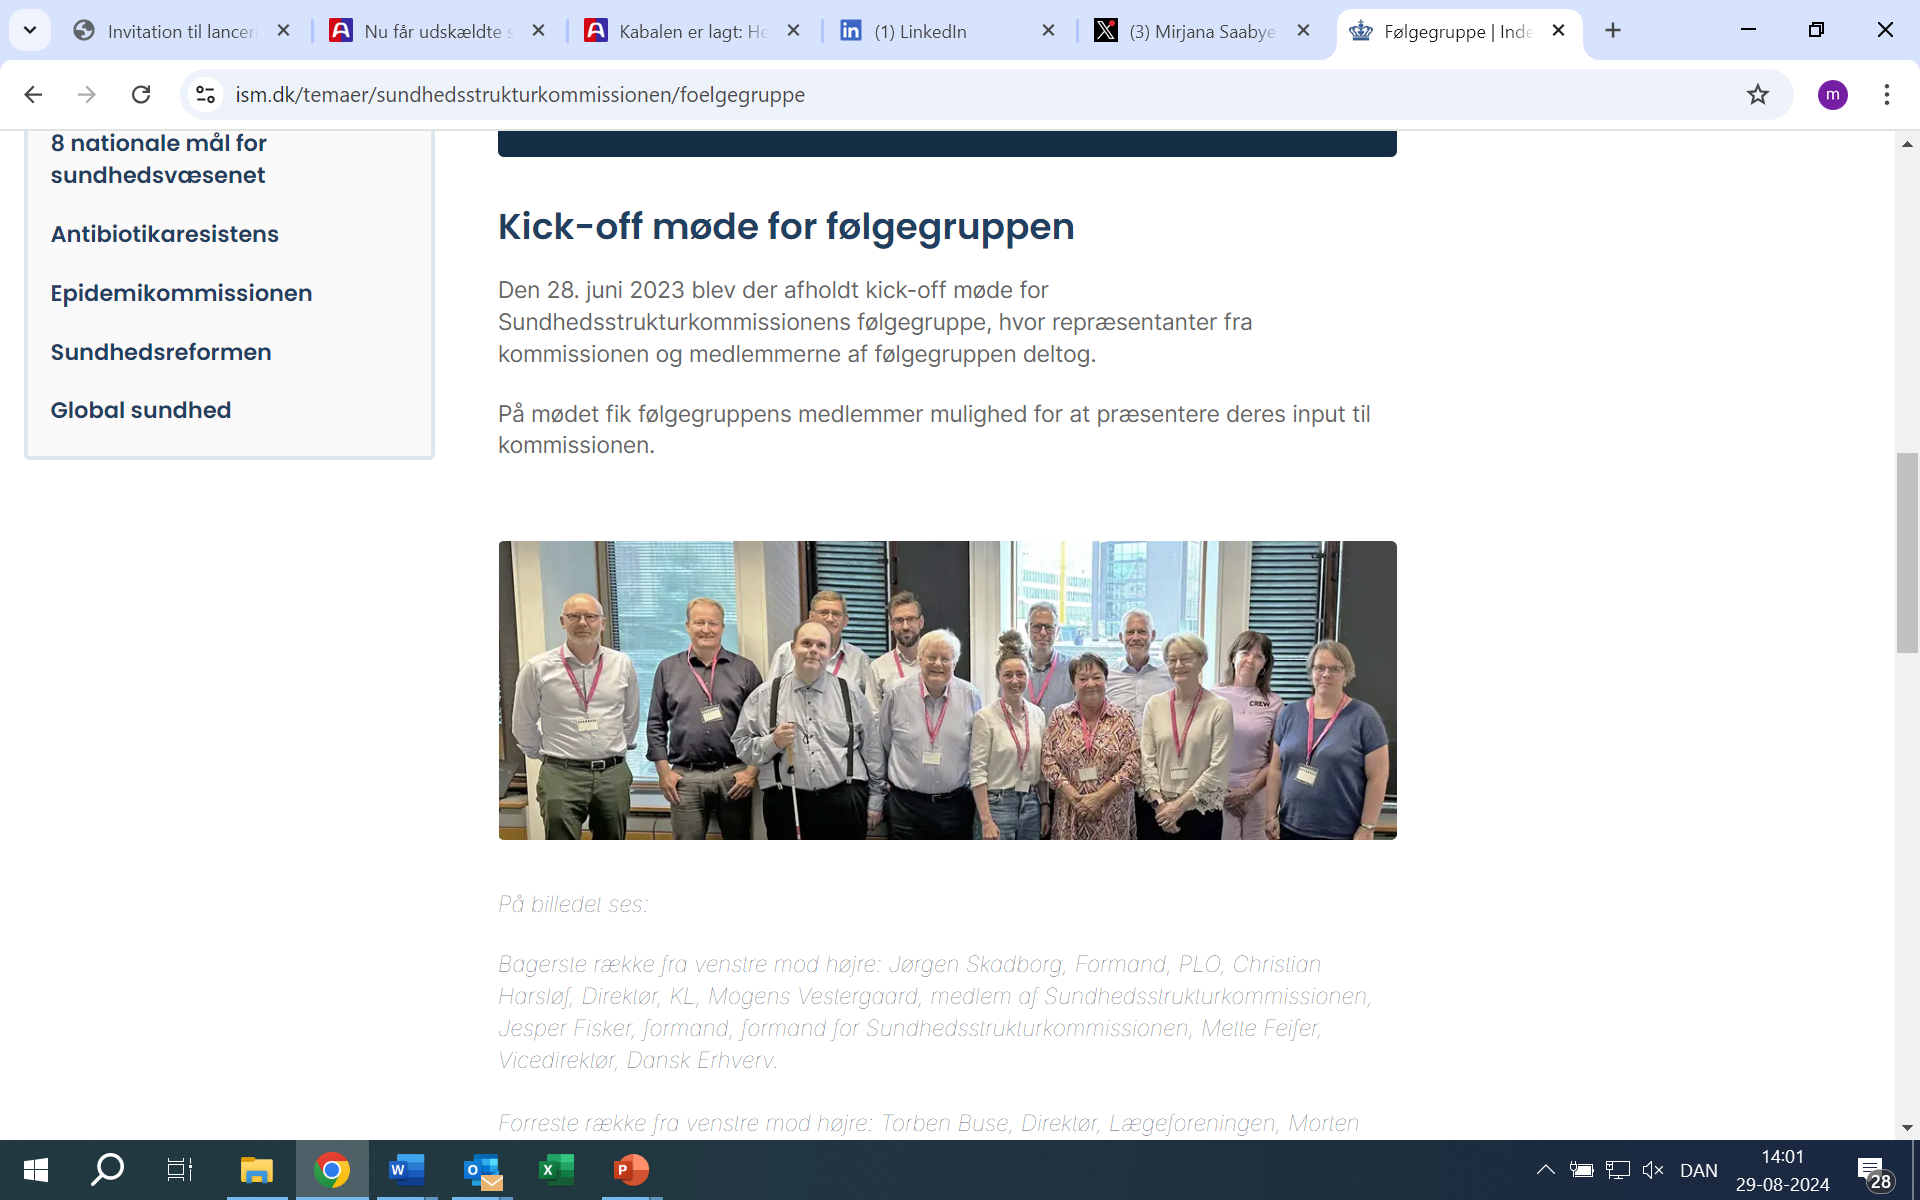 Invitation til lanceri
Nu får udskældte s
Kabalen er lagt: He
(1) LinkedIn
(3) Mirjana Saabye
Følgegruppe | Inde
ism.dk/temaer/sundhedsstrukturkommissionen/foelgegruppe
m
8 nationale mål for
sundhedsvæsenet
Antibiotikaresistens
Epidemikommissionen
Sundhedsreformen
Global sundhed
Kick-off møde for følgegruppen
Den 28. juni 2023 blev der afholdt kick-off møde for
Sundhedsstrukturkommissionens følgegruppe, hvor repræsentanter fra
kommissionen og medlemmerne af følgegruppen deltog.
På mødet fik følgegruppens medlemmer mulighed for at præsentere deres input til
kommissionen.
CREW
På billedet ses:
Bagerste række fra venstre mod højre: Jørgen Skadborg, Formand, PLO, Christian
Harsløf, Direktør, KL, Mogens Vestergaard, medlem af Sundhedsstrukturkommissionen,
Jesper Fisker, formand, formand for Sundhedsstrukturkommissionen, Mette Feifer,
Vicedirektør, Dansk Erhverv.
Forreste række fra venstre mod højre: Torben Buse, Direktør, Lægeforeningen, Morten
DAN
14:01
29-08-2024
28